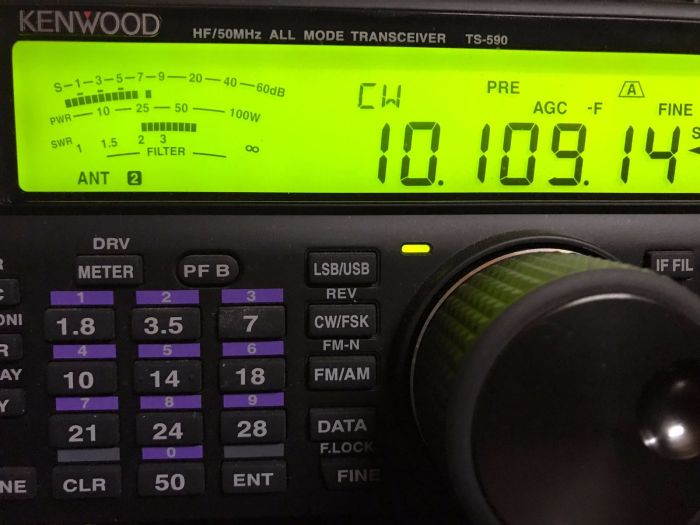 KENWOOD
HF/50MHz ALL MODE TRANSCEIVER TS-590
S-1-3-5-7-9-20-40-60dB
PWR 10 25 50 100W
SWR 1 1.5 2 3 ∞
FILTER
ANT 2
CW
PRE A
AGC -F FINE
10.109.14
DRV
METER PF B LSB/USB IF FIL
REV
1 2 3
1.8 3.5 7 CW/FSK
FM-N
4 5 6
10 14 18 FM/AM
7 8 9
21 24 28 DATA
F.LOCK
0
CLR 50 ENT FINE